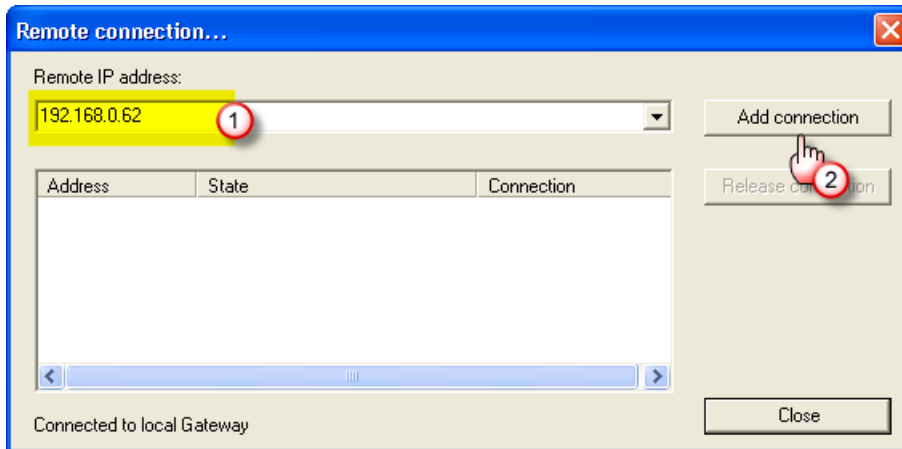 Remote connection...
Remote IP address:
192.168.0.62
1
Add connection
2
Address State Connection
Release connection
Connected to local Gateway
Close